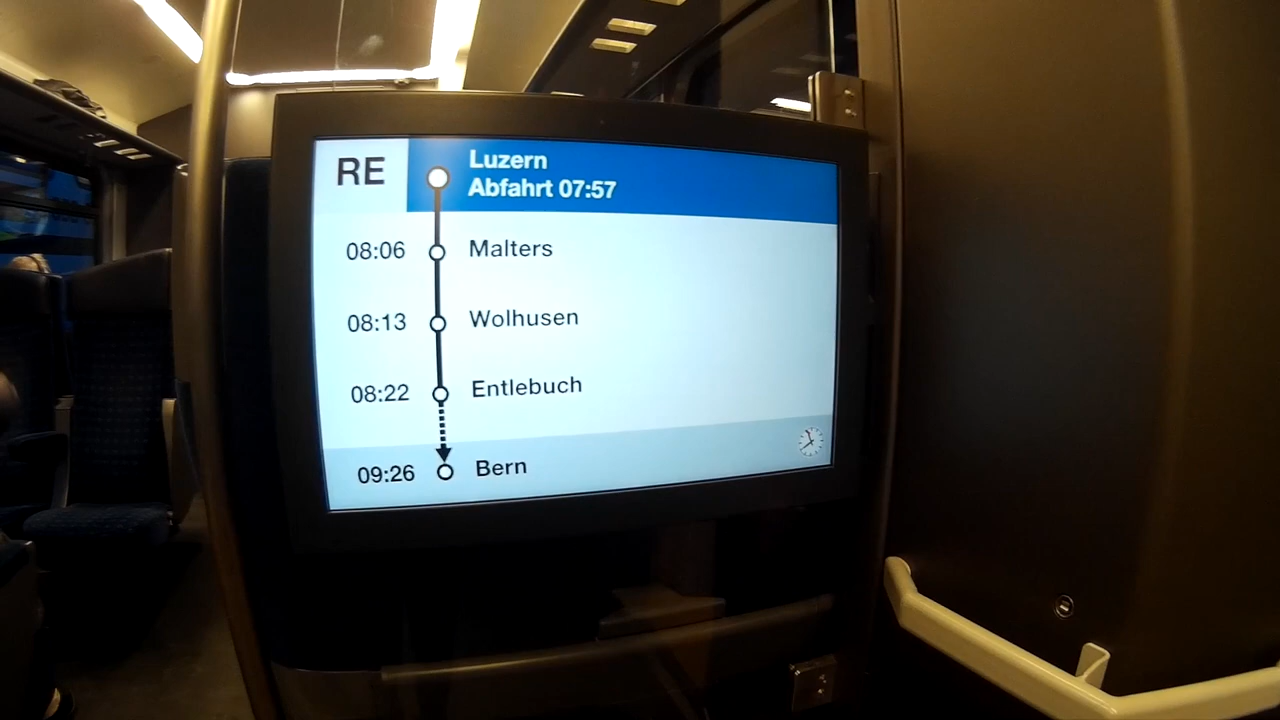 RE
Luzern
Abfahrt 07:57
08:06 Malters
08:13 Wolhusen
08:22 Entlebuch
09:26 Bern